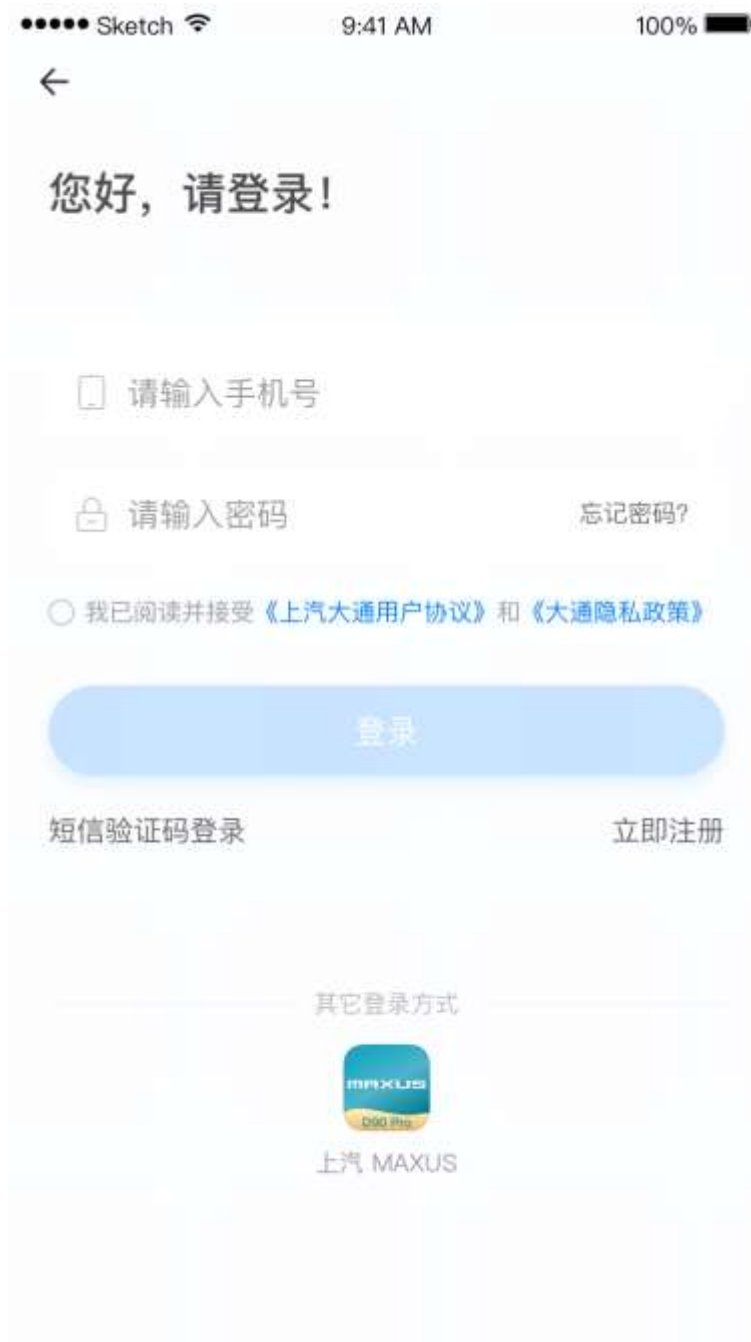 ●●●●● Sketch 9:41 AM 100%
您好，请登录！
请输入手机号
请输入密码 忘记密码?
我已阅读并接受《上汽大通用户协议》和《大通隐私政策》
登录
短信验证码登录 立即注册
其它登录方式
MAXUS
D90 Pro
上汽 MAXUS